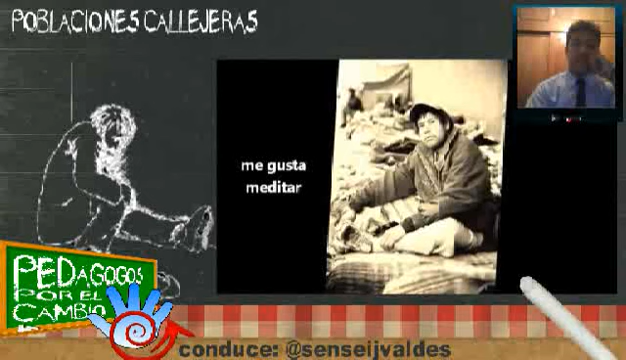 POBLACIONES CALLEJERAS
me gusta
meditar
PEDAGOGOS
POR EL
CAMBIO
conduce: @senseijvaldes